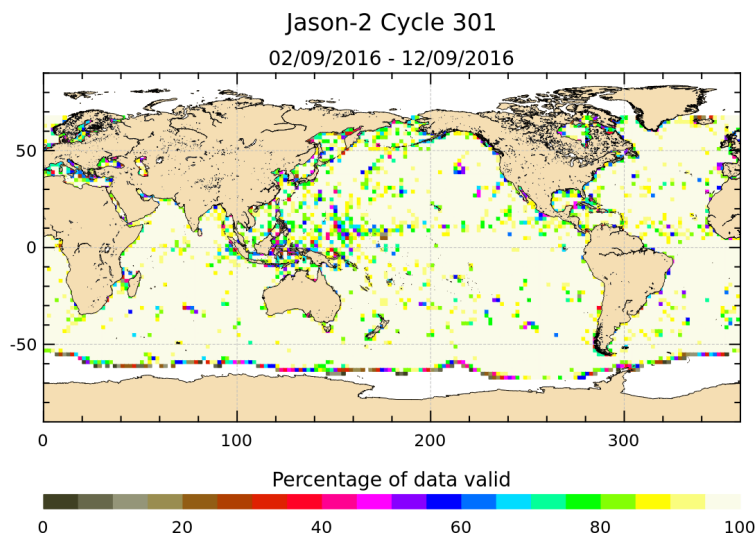 Jason-2 Cycle 301
02/09/2016 - 12/09/2016
50
0
-50
0 100 200 300
Percentage of data valid
0 20 40 60 80 100